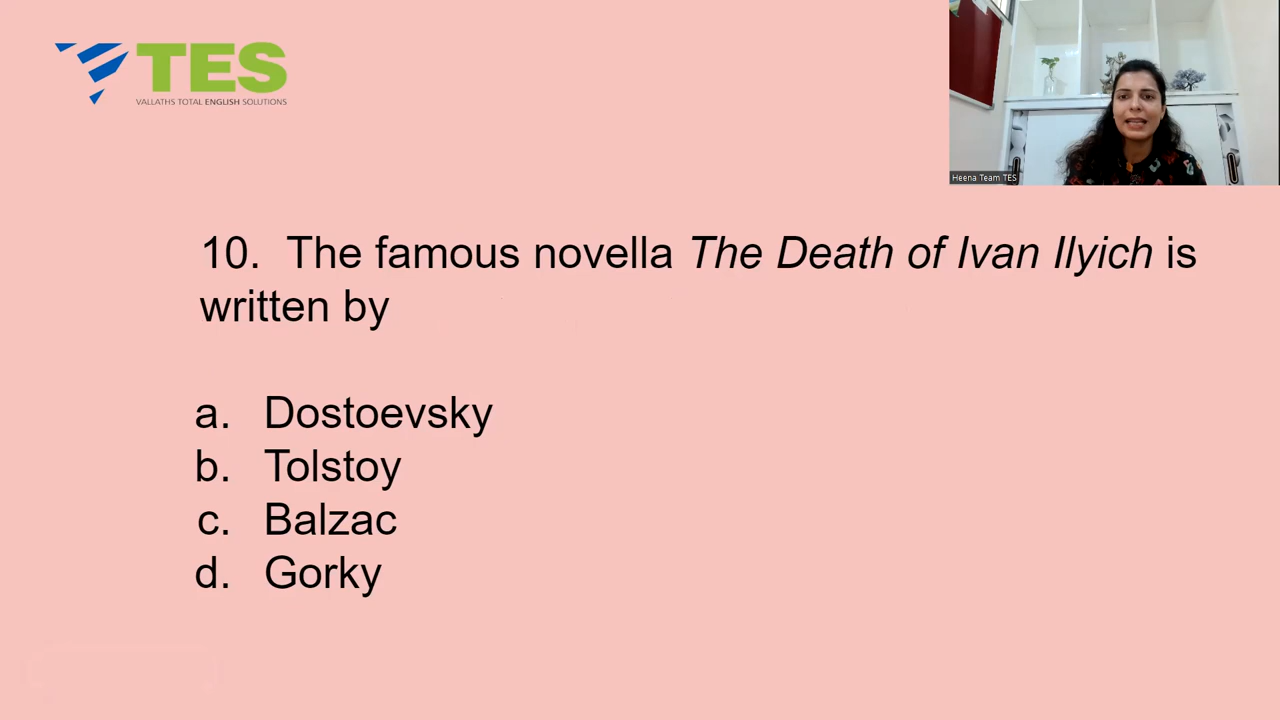 TES
VALLATHS TOTAL ENGLISH SOLUTIONS
Heena Team TES
10. The famous novella The Death of Ivan Ilyich is
written by
a. Dostoevsky
b. Tolstoy
c. Balzac
d. Gorky